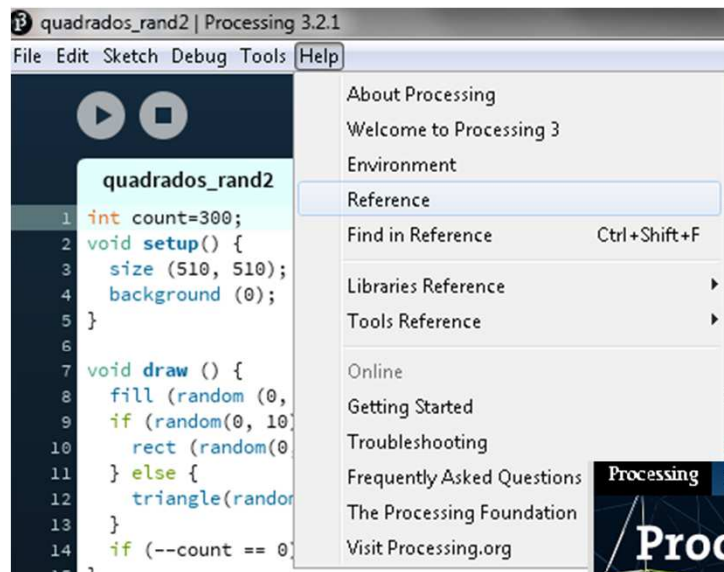 quadrados_rand2 | Processing 3.2.1
File Edit Sketch Debug Tools Help
About Processing
Welcome to Processing 3
Environment
Reference
Find in Reference Ctrl+Shift+F
Libraries Reference
Tools Reference
Online
Getting Started
Troubleshooting
Frequently Asked Questions
The Processing Foundation
Visit Processing.org
quadrados_rand2
1 int count=300;
2 void setup() {
3 size (510, 510);
4 background (0);
5 }
6
7 void draw () {
8 fill (random (0,
9 if (random(0, 10)
10 rect (random(0
11 } else {
12 triangle(random
13 }
14 if (--count == 0)
Processing
Proc